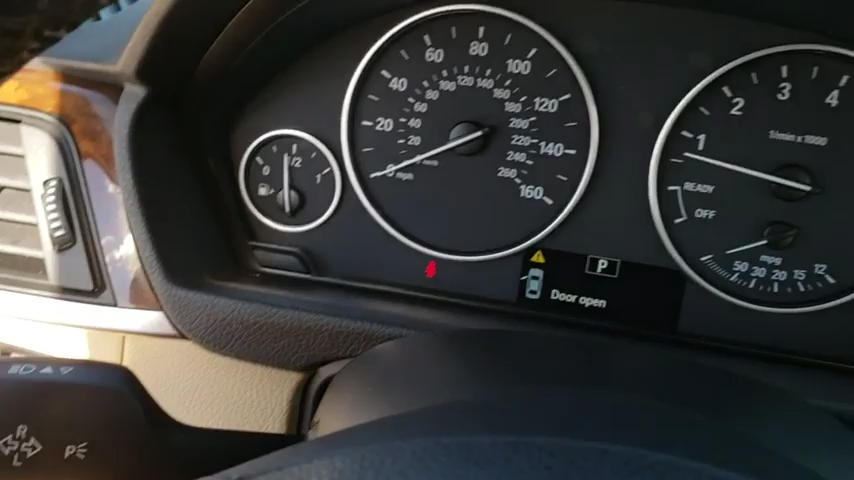 0 1/2 1
0 20 40 60 80 100 120 140 160
mph
20 40 60 80 100 120 140 160 180 200 220 240 260
1 2 3 4
1/min x 1000
READY
OFF
mpg
50 30 20 15 12
P
Door open
R
L
P